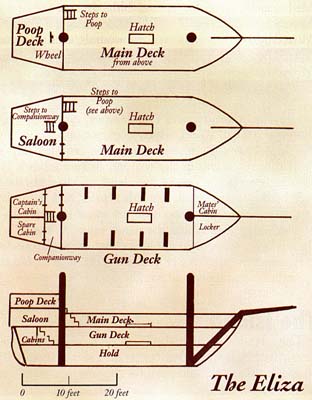 Poop
Deck
Wheel
Steps to
Poop
Hatch
Main Deck
from above
Steps to
Companionway
Saloon
Steps to
Poop
(see above)
Hatch
Main Deck
Captain's
Cabin
Spare
Cabin
Companionway
Hatch
Gun Deck
Mates'
Cabin
Locker
Poop Deck
Saloon
Cabins
Main Deck
Gun Deck
Hold
0 10 feet 20 feet
The Eliza